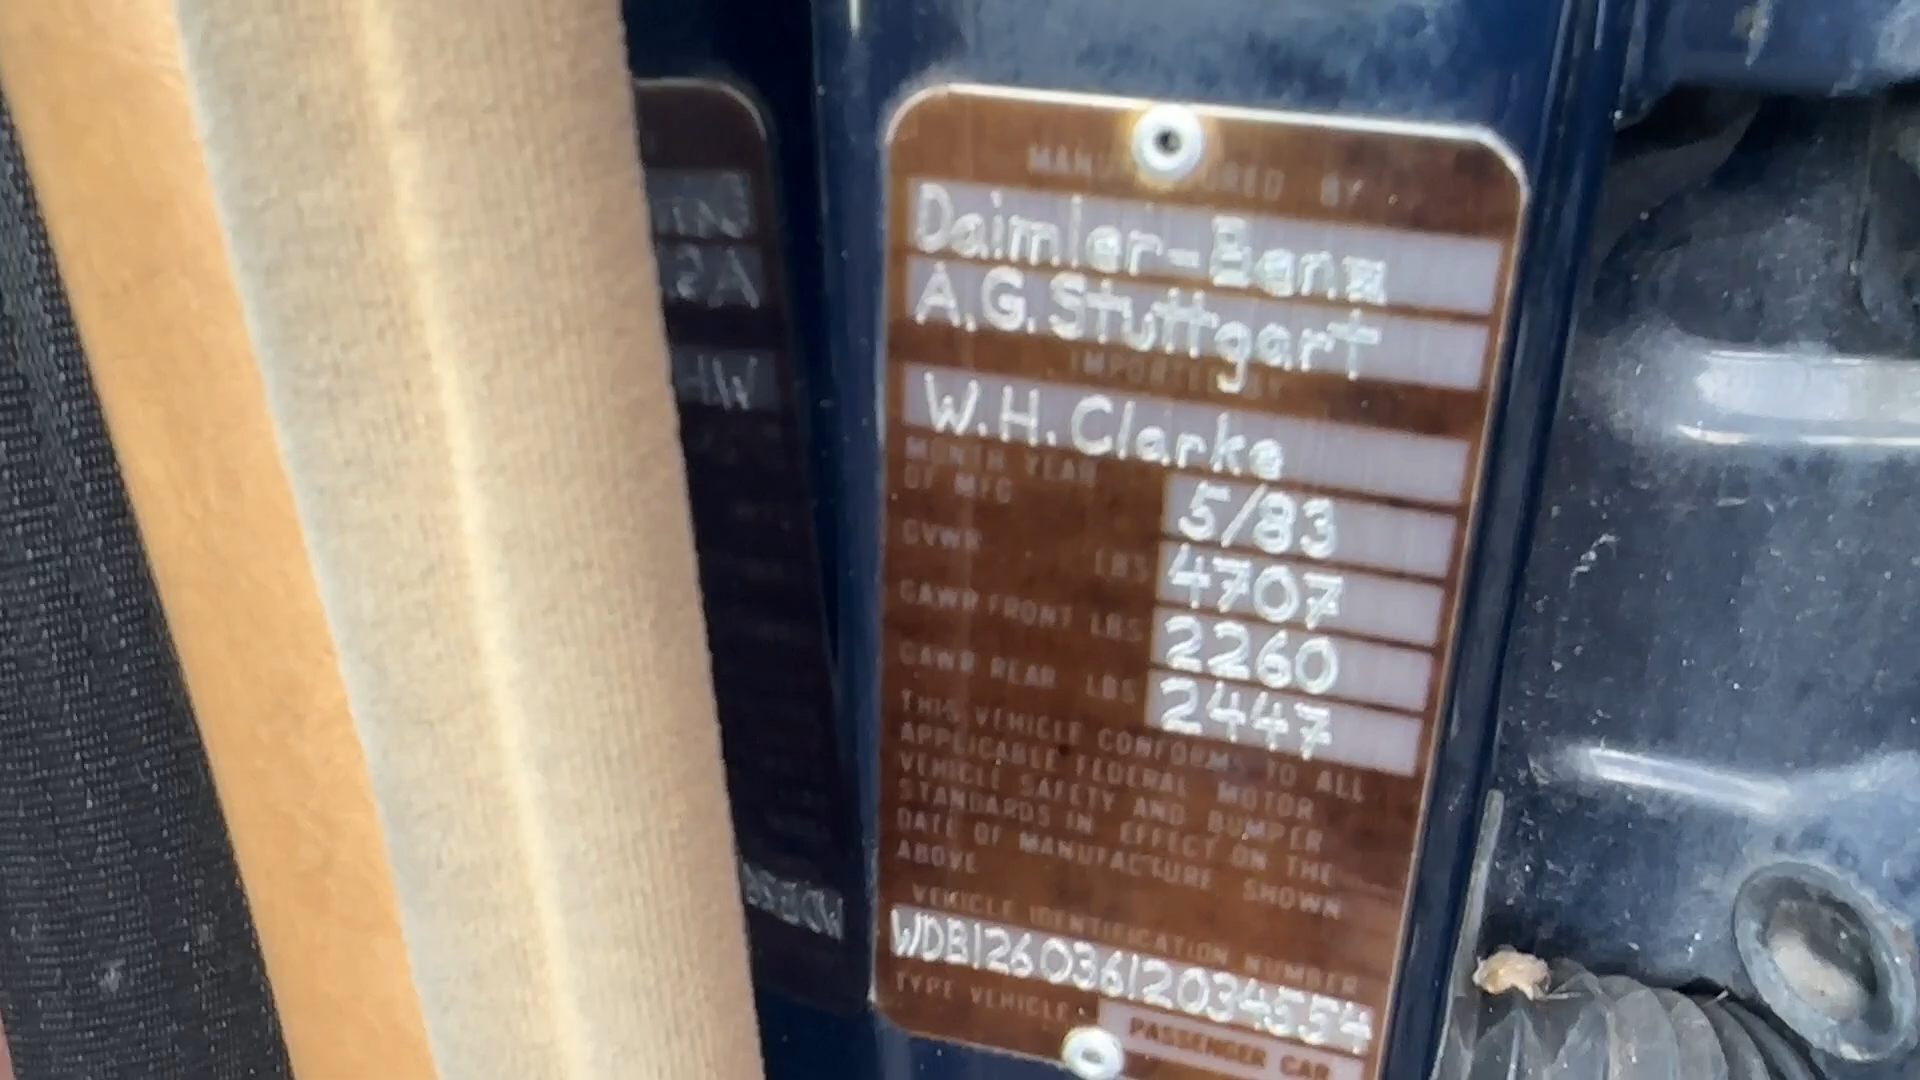 MANUFACTURED BY
Daimler-Benz
A.G. Stuttgart
IMPORTED BY
W.H. Clarke
MONTH YEAR
OF MFG
5/83
GVWR LBS 4707
GAWR FRONT LBS 2260
GAWR REAR LBS 2447
THIS VEHICLE CONFORMS TO ALL
APPLICABLE FEDERAL MOTOR
VEHICLE SAFETY AND BUMPER
STANDARDS IN EFFECT ON THE
DATE OF MANUFACTURE SHOWN
ABOVE
VEHICLE IDENTIFICATION NUMBER
WDB12603612034554
TYPE VEHICLE: PASSENGER CAR